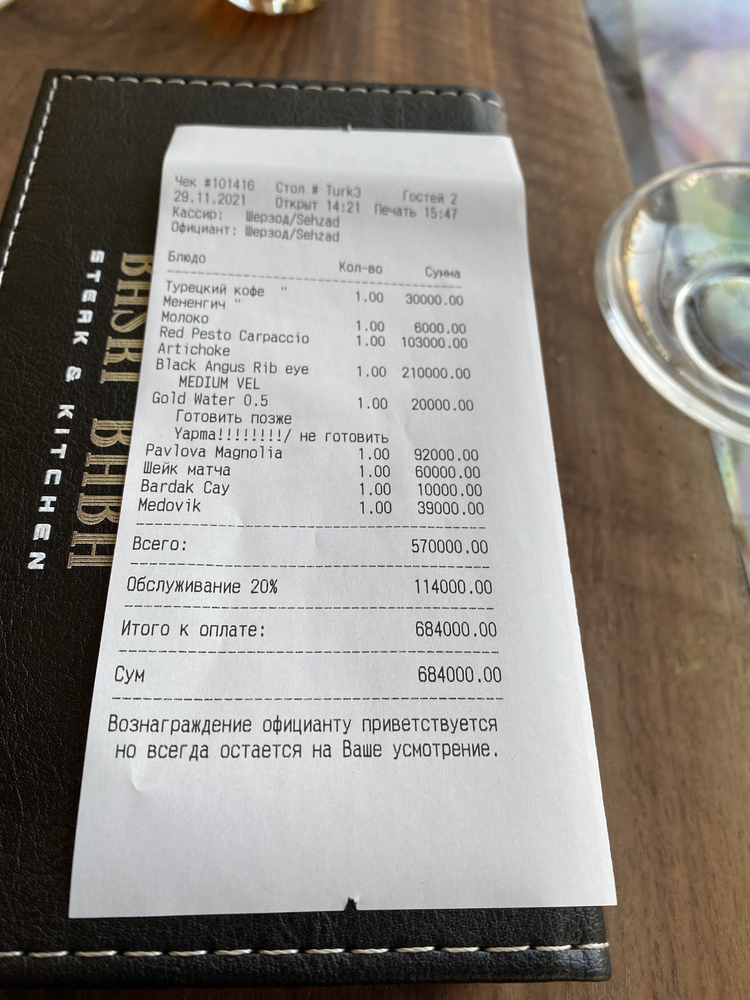 Чек #101416 Стол # Turk3 Гостей 2
29.11.2021 Открыт 14:21 Печать 15:47
Кассир: Шерзод/Sehzad
Официант: Шерзод/Sehzad
Блюдо Кол-во Сумма
Турецкий кофе " 1.00 30000.00
Мененгич "
Молоко 1.00 6000.00
Red Pesto Carpaccio 1.00 103000.00
Artichoke
Black Angus Rib eye 1.00 210000.00
MEDIUM VEL
Gold Water 0.5 1.00 20000.00
Готовить позже
Yapma!!!!!!!!/ не готовить
Pavlova Magnolia 1.00 92000.00
Шейк матча 1.00 60000.00
Bardak Cay 1.00 10000.00
Medovik 1.00 39000.00
Всего: 570000.00
Обслуживание 20% 114000.00
Итого к оплате: 684000.00
Сум 684000.00
Вознаграждение официанту приветствуется
но всегда остается на Ваше усмотрение.
STEAK & KITCHEN